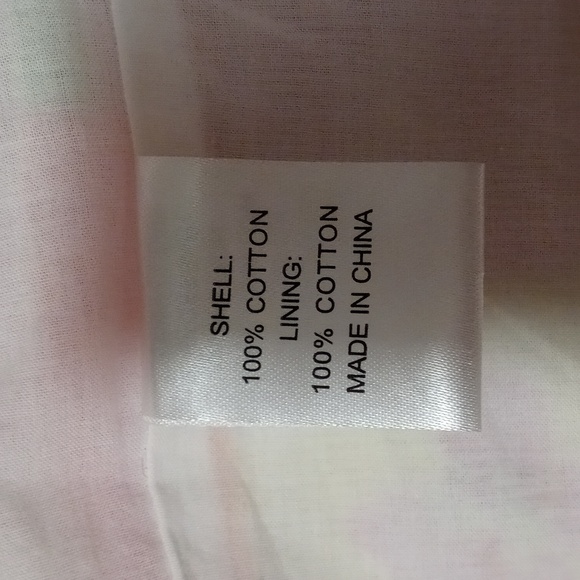 SHELL:
100% COTTON
LINING:
100% COTTON
MADE IN CHINA